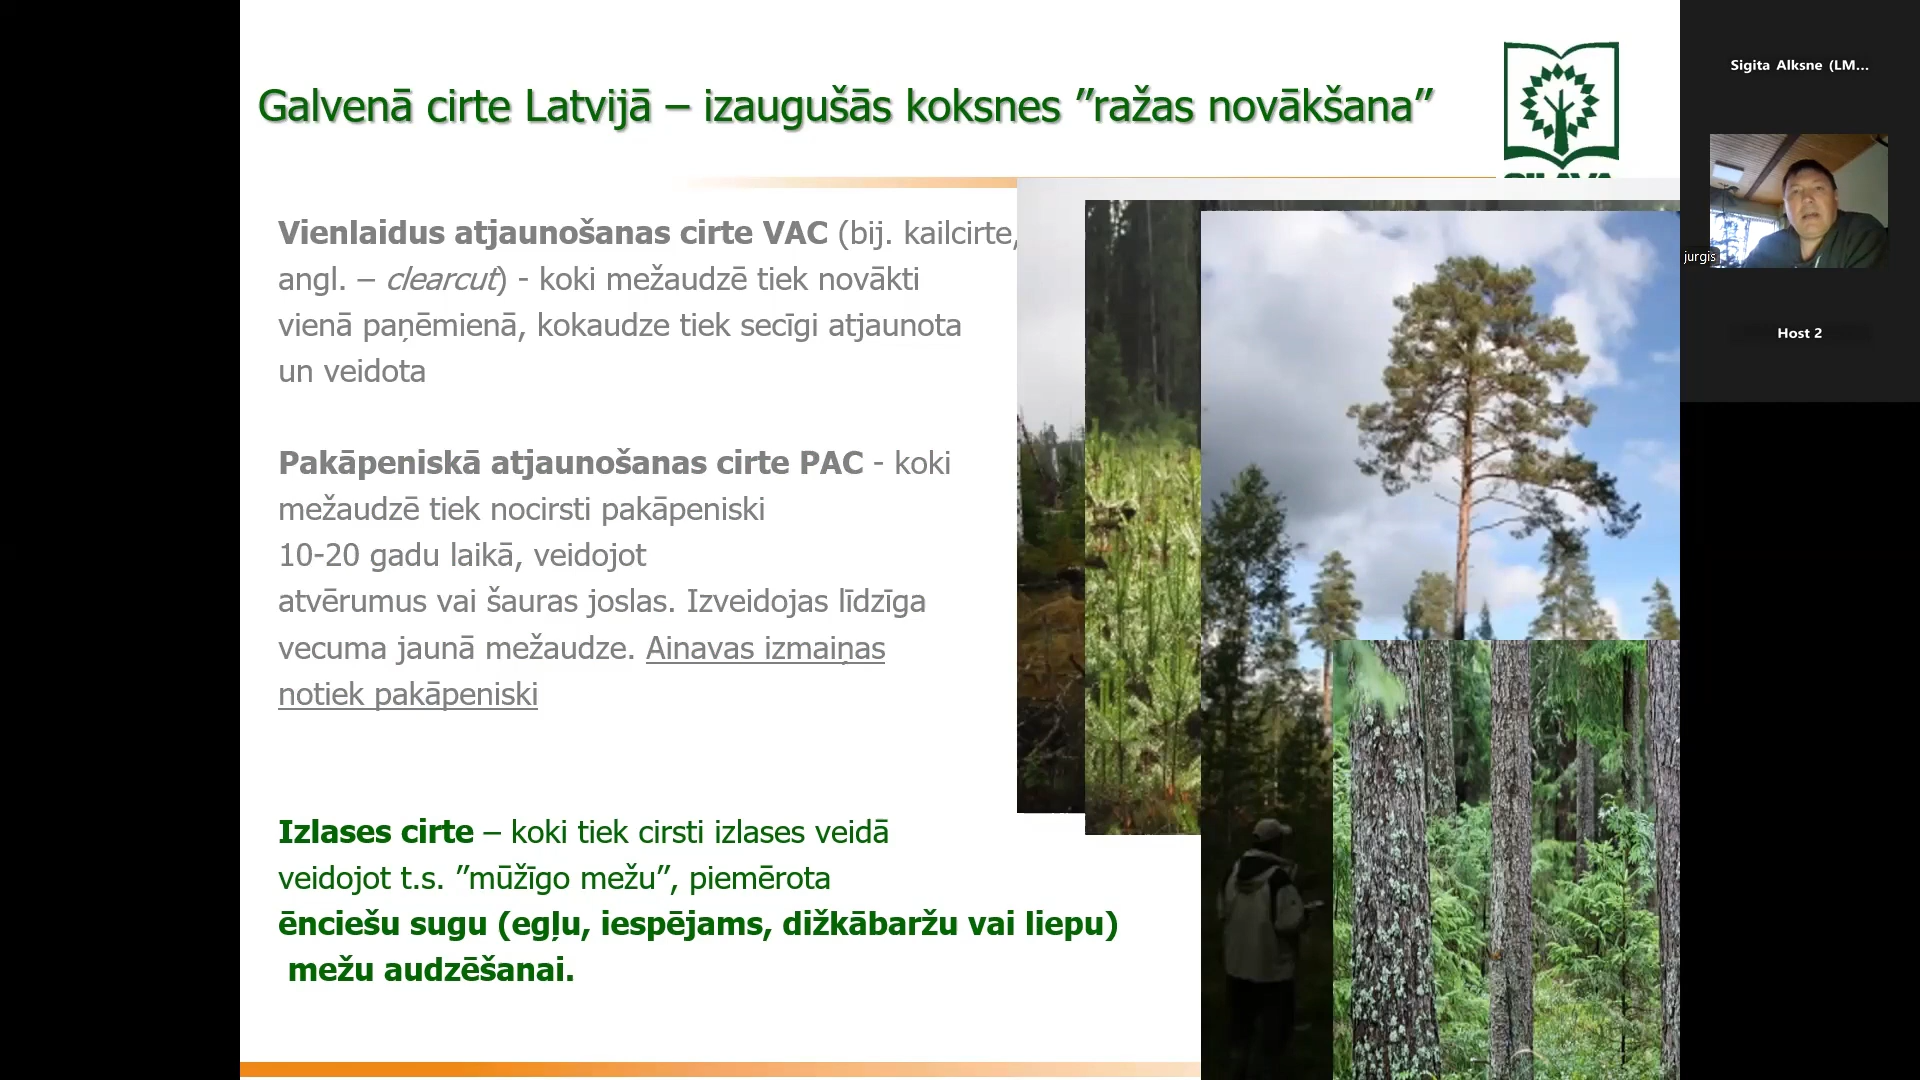 Galvenā cirte Latvijā – izaugušās koksnes ”ražas novākšana”
Vienlaidus atjaunošanas cirte VAC (bij. kailcirte,
angl. – clearcut) - koki mežaudzē tiek novākti
vienā paņēmienā, kokaudze tiek secīgi atjaunota
un veidota
Pakāpeniskā atjaunošanas cirte PAC - koki
mežaudzē tiek nocirsti pakāpeniski
10-20 gadu laikā, veidojot
atvērumus vai šauras joslas. Izveidojas līdzīga
vecuma jaunā mežaudze. Ainavas izmaiņas
notiek pakāpeniski
Izlases cirte – koki tiek cirsti izlases veidā
veidojot t.s. ”mūžīgo mežu”, piemērota
ēnciešu sugu (egļu, iespējams, dižkābaržu vai liepu)
mežu audzēšanai.
Sigita Alksne (LM...
jurgis
Host 2